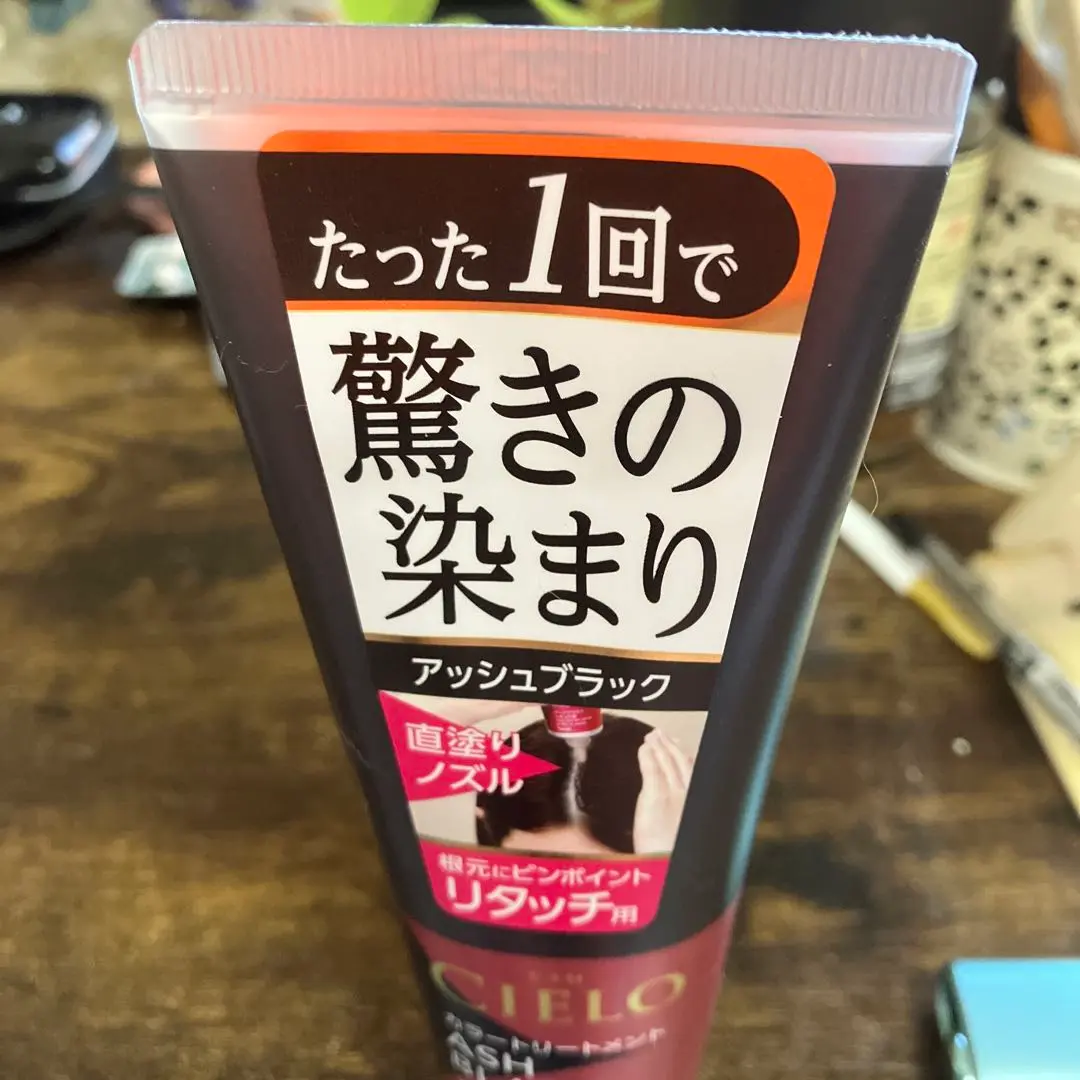 たった1回で
驚きの
染まり
アッシュブラック
直塗り
ノズル
根元にピンポイント
リタッチ用
CIELO
カラートリートメント
ASH